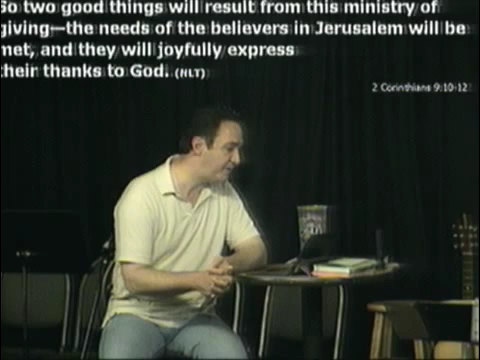 So two good things will result from this ministry of
giving—the needs of the believers in Jerusalem will be
met, and they will joyfully express
their thanks to God. (NLT)
2 Corinthians 9:10-12